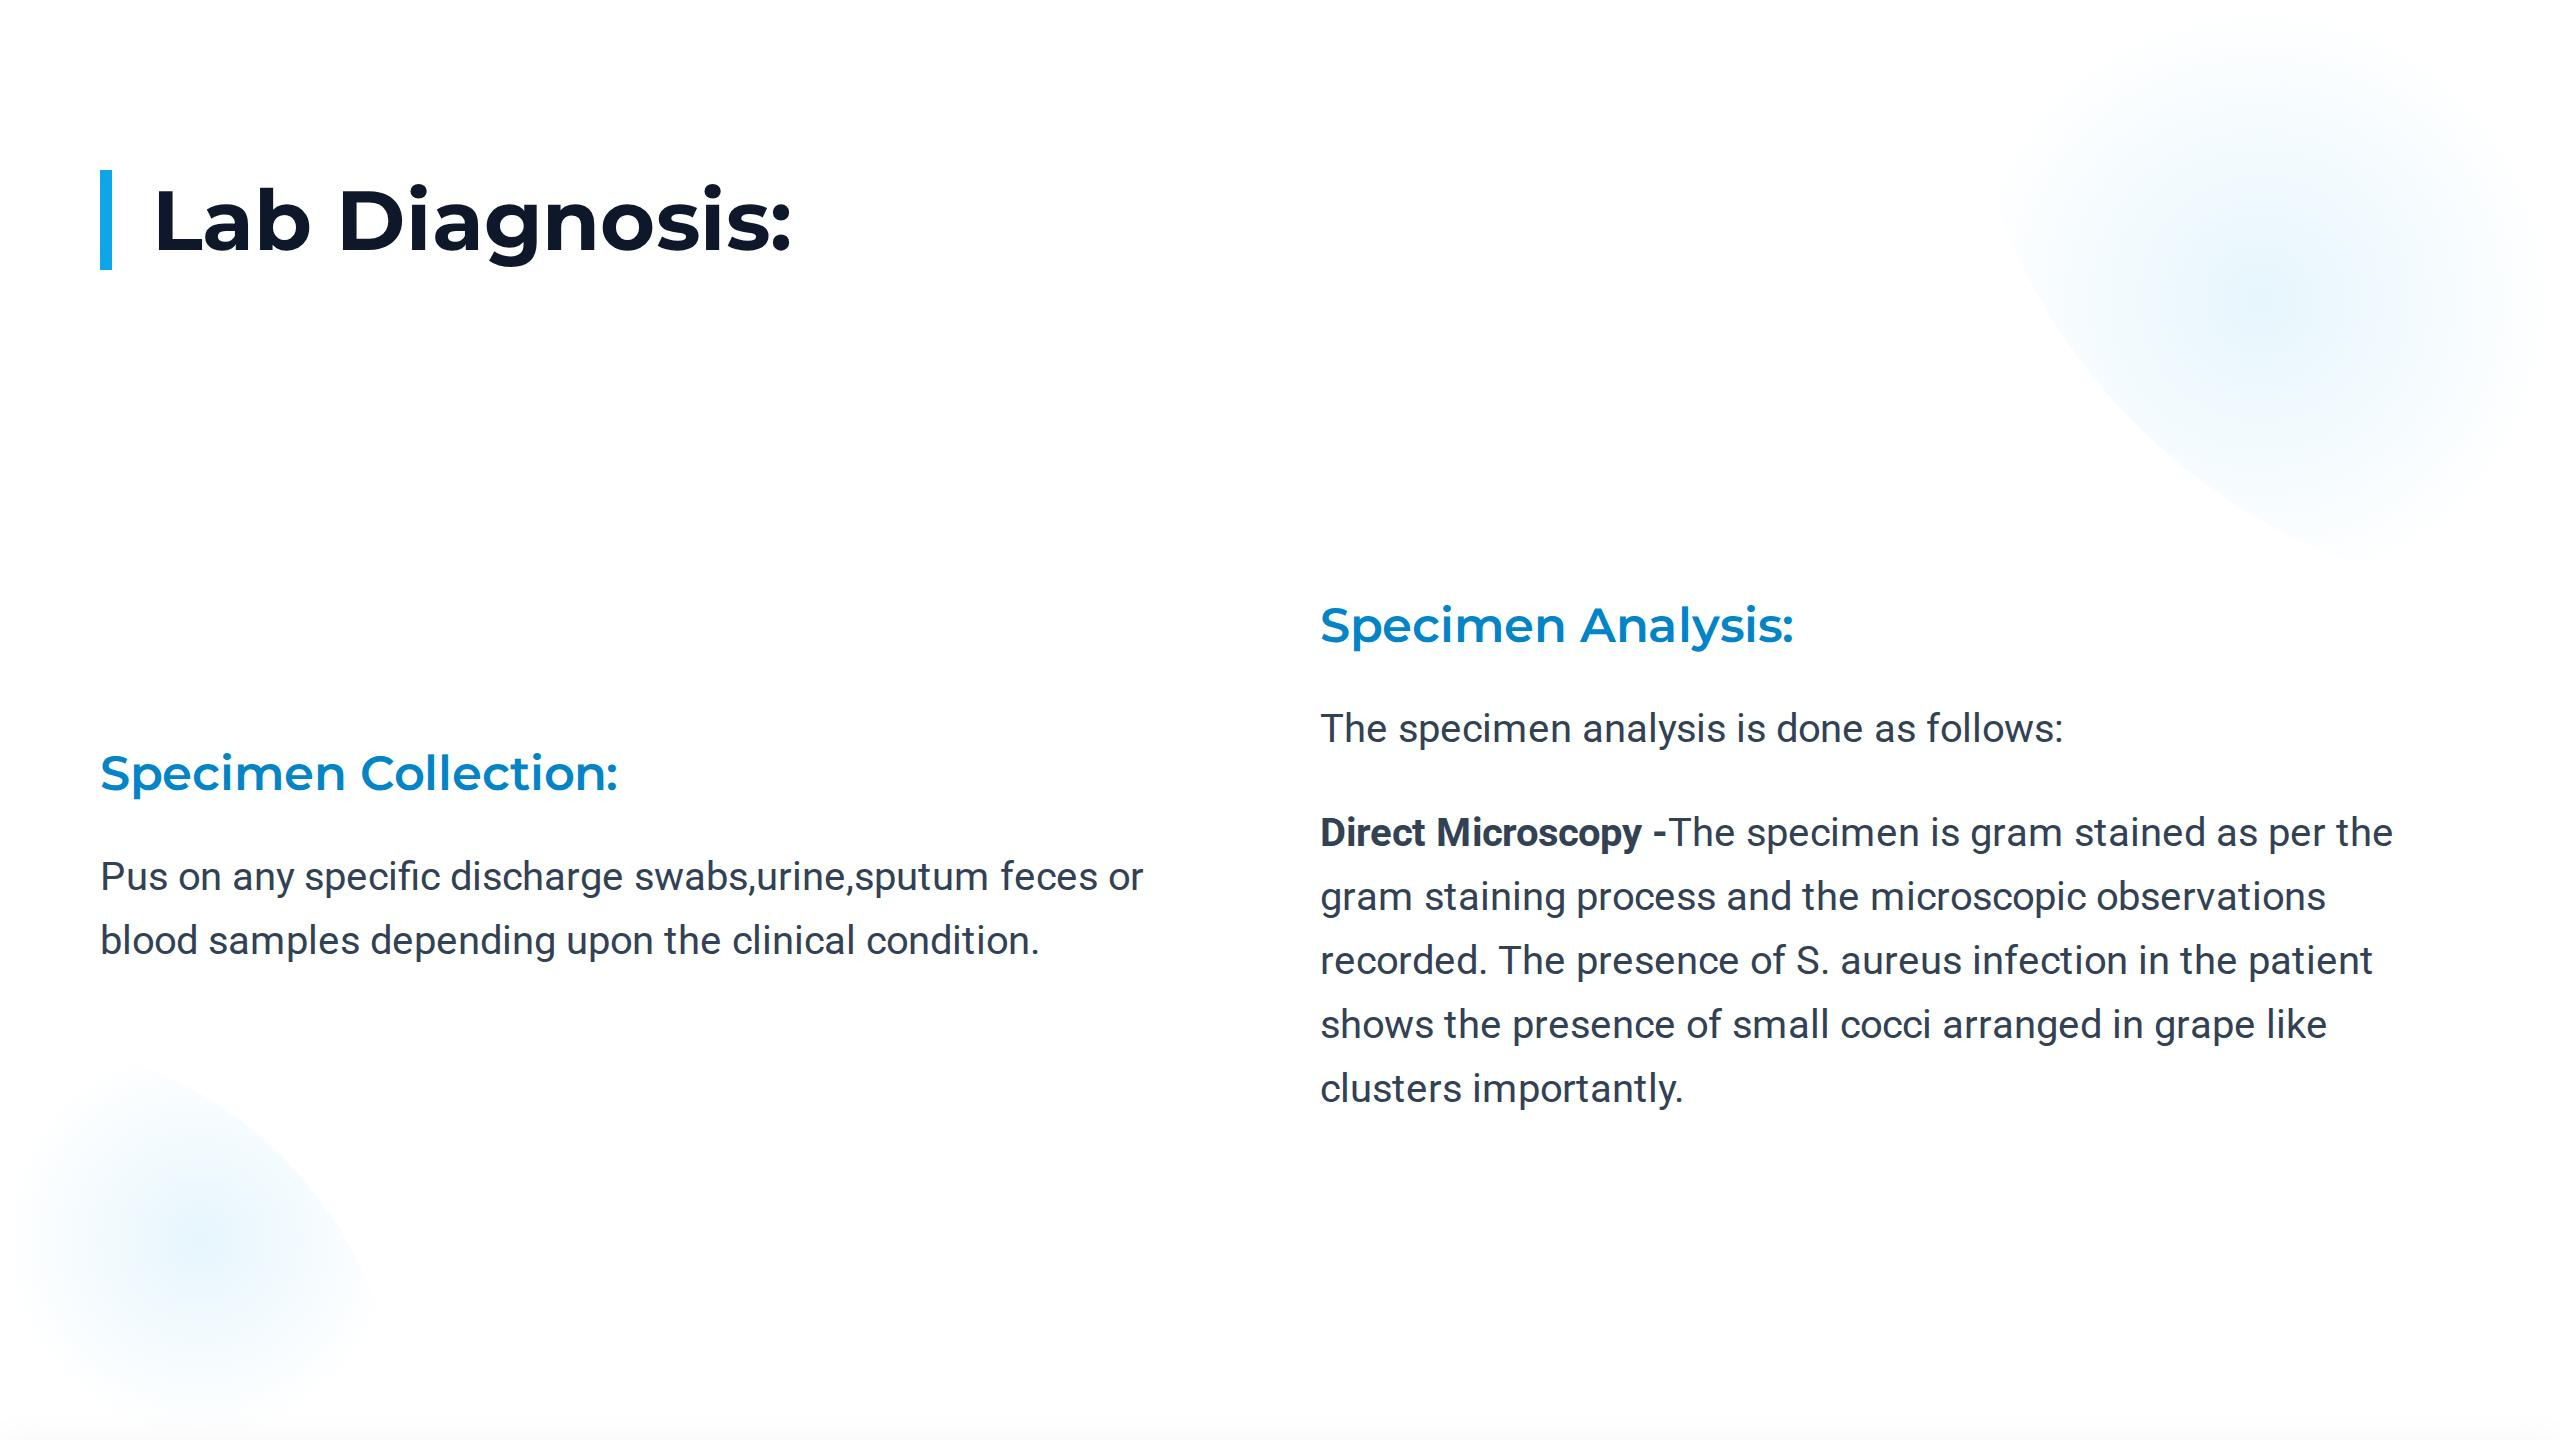 Lab Diagnosis:
Specimen Collection:
Pus on any specific discharge swabs,urine,sputum feces or
blood samples depending upon the clinical condition.
Specimen Analysis:
The specimen analysis is done as follows:
Direct Microscopy -The specimen is gram stained as per the
gram staining process and the microscopic observations
recorded. The presence of S. aureus infection in the patient
shows the presence of small cocci arranged in grape like
clusters importantly.